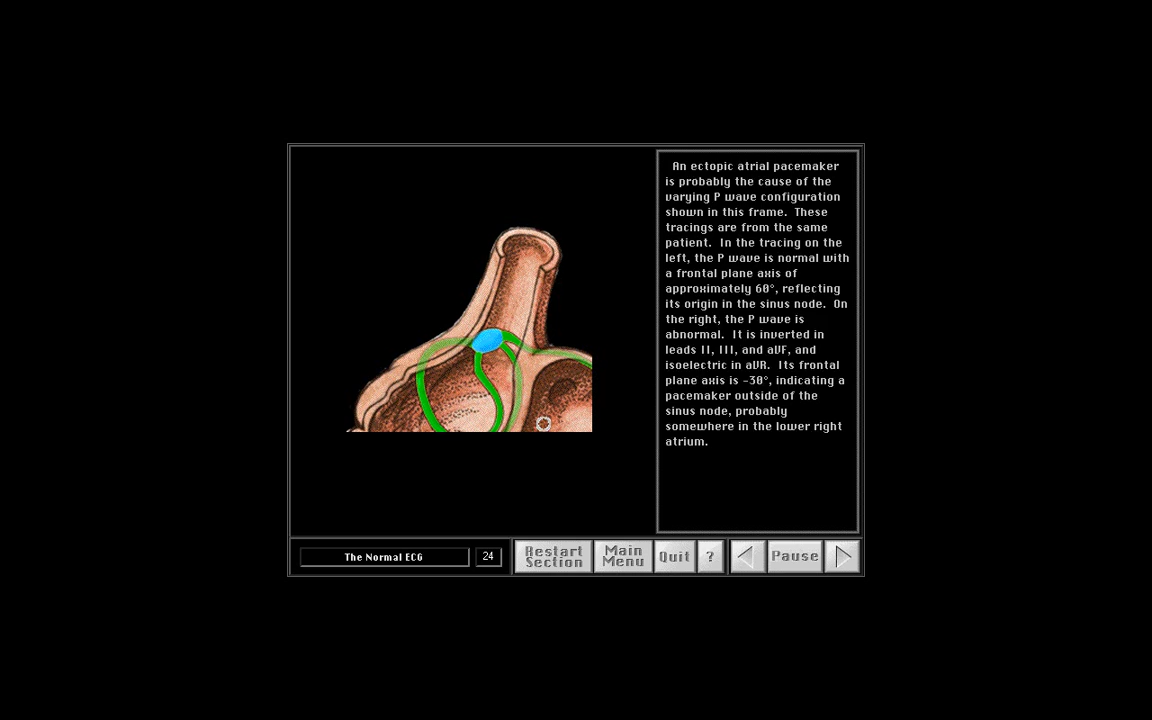 An ectopic atrial pacemaker
is probably the cause of the
varying P wave configuration
shown in this frame. These
tracings are from the same
patient. In the tracing on the
left, the P wave is normal with
a frontal plane axis of
approximately 60°, reflecting
its origin in the sinus node. On
the right, the P wave is
abnormal. It is inverted in
leads II, III, and aVF, and
isoelectric in aVR. Its frontal
plane axis is -30°, indicating a
pacemaker outside of the
sinus node, probably
somewhere in the lower right
atrium.
The Normal ECG
24
Restart
Section
Main
Menu
Quit
?
Pause